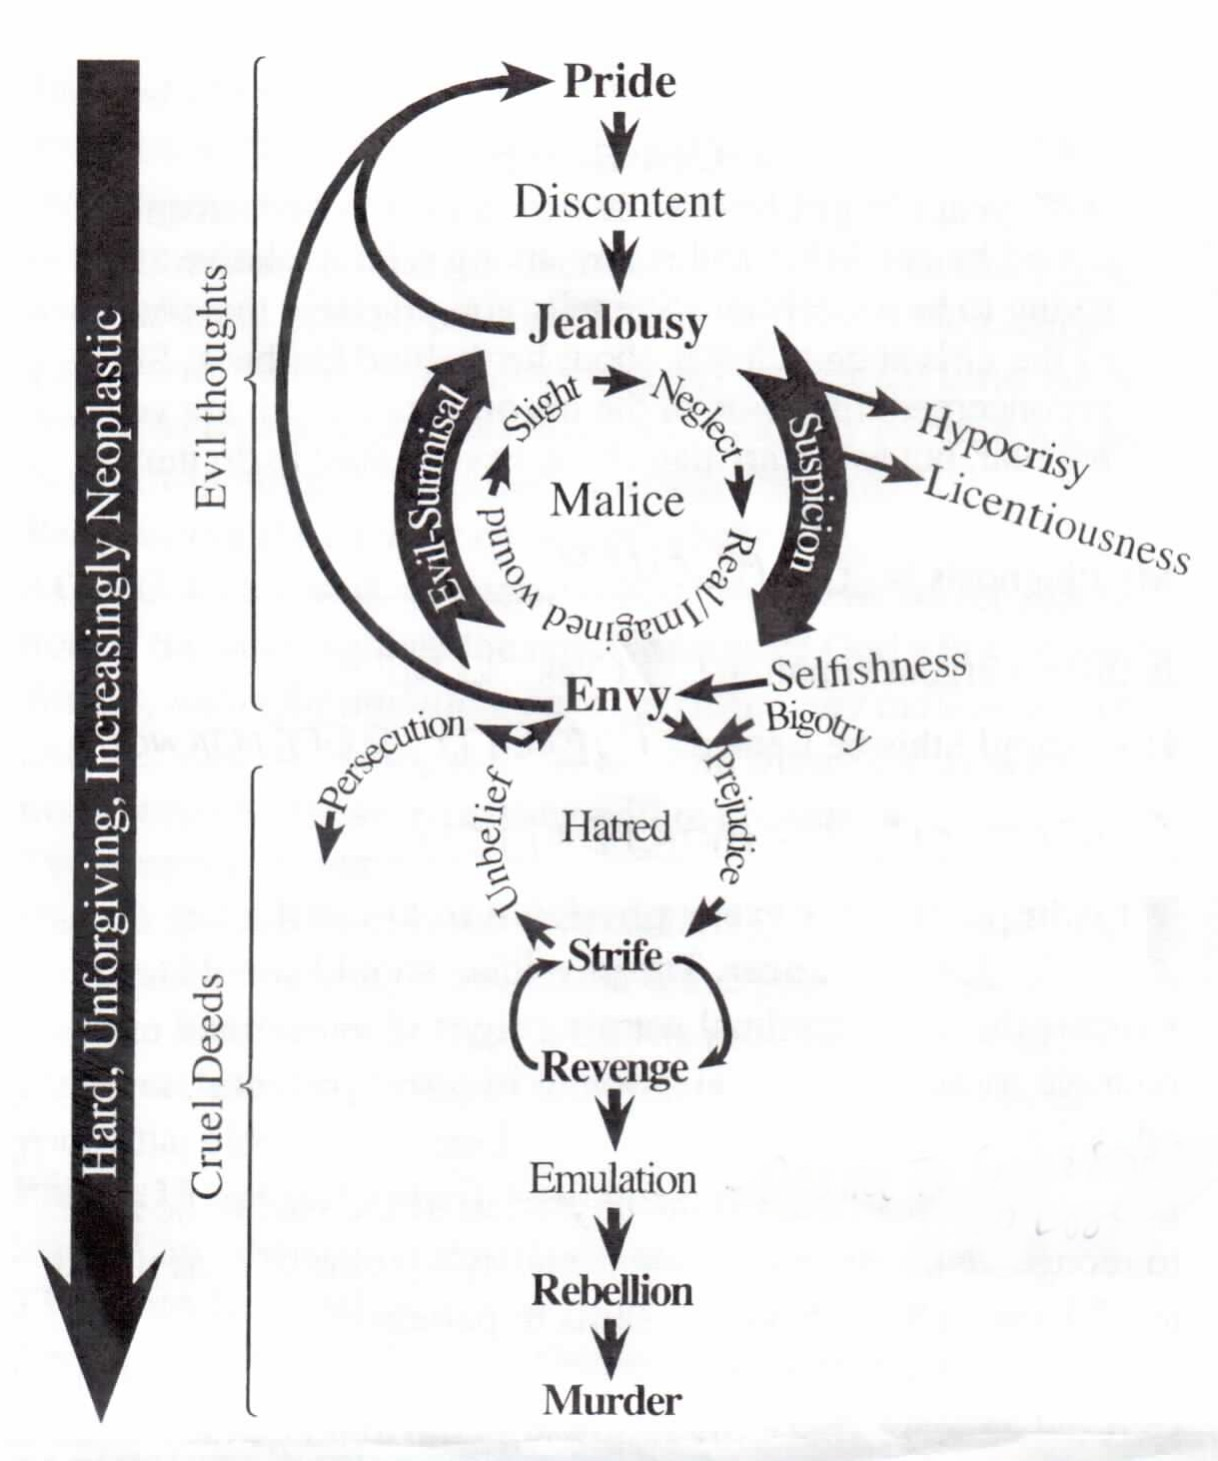 Hard, Unforgiving, Increasingly Neoplastic
Evil thoughts
Cruel Deeds
Pride
Discontent
Jealousy
Evil-Surmisal
Suspicion
Slight
Neglect
Real/Imagined wound
Malice
Hypocrisy
Licentiousness
Envy
Selfishness
Bigotry
Persecution
Unbelief
Prejudice
Hatred
Strife
Revenge
Emulation
Rebellion
Murder